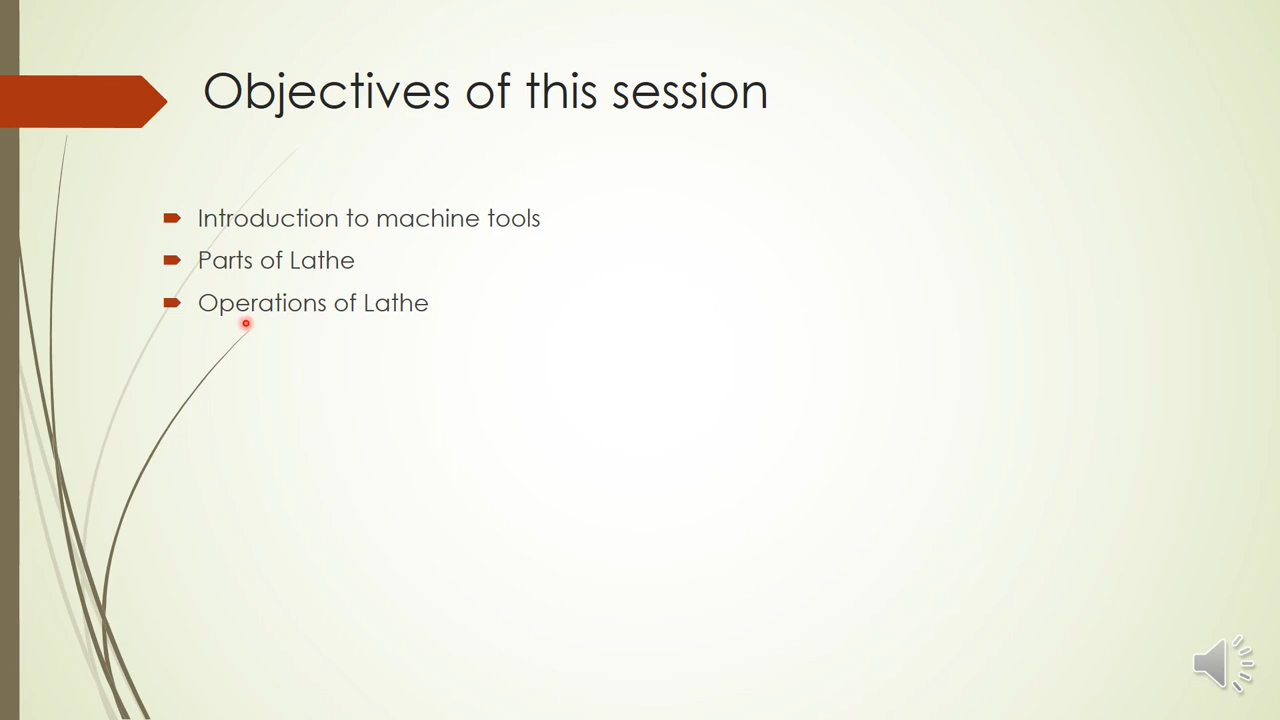 Objectives of this session
Introduction to machine tools
Parts of Lathe
Operations of Lathe